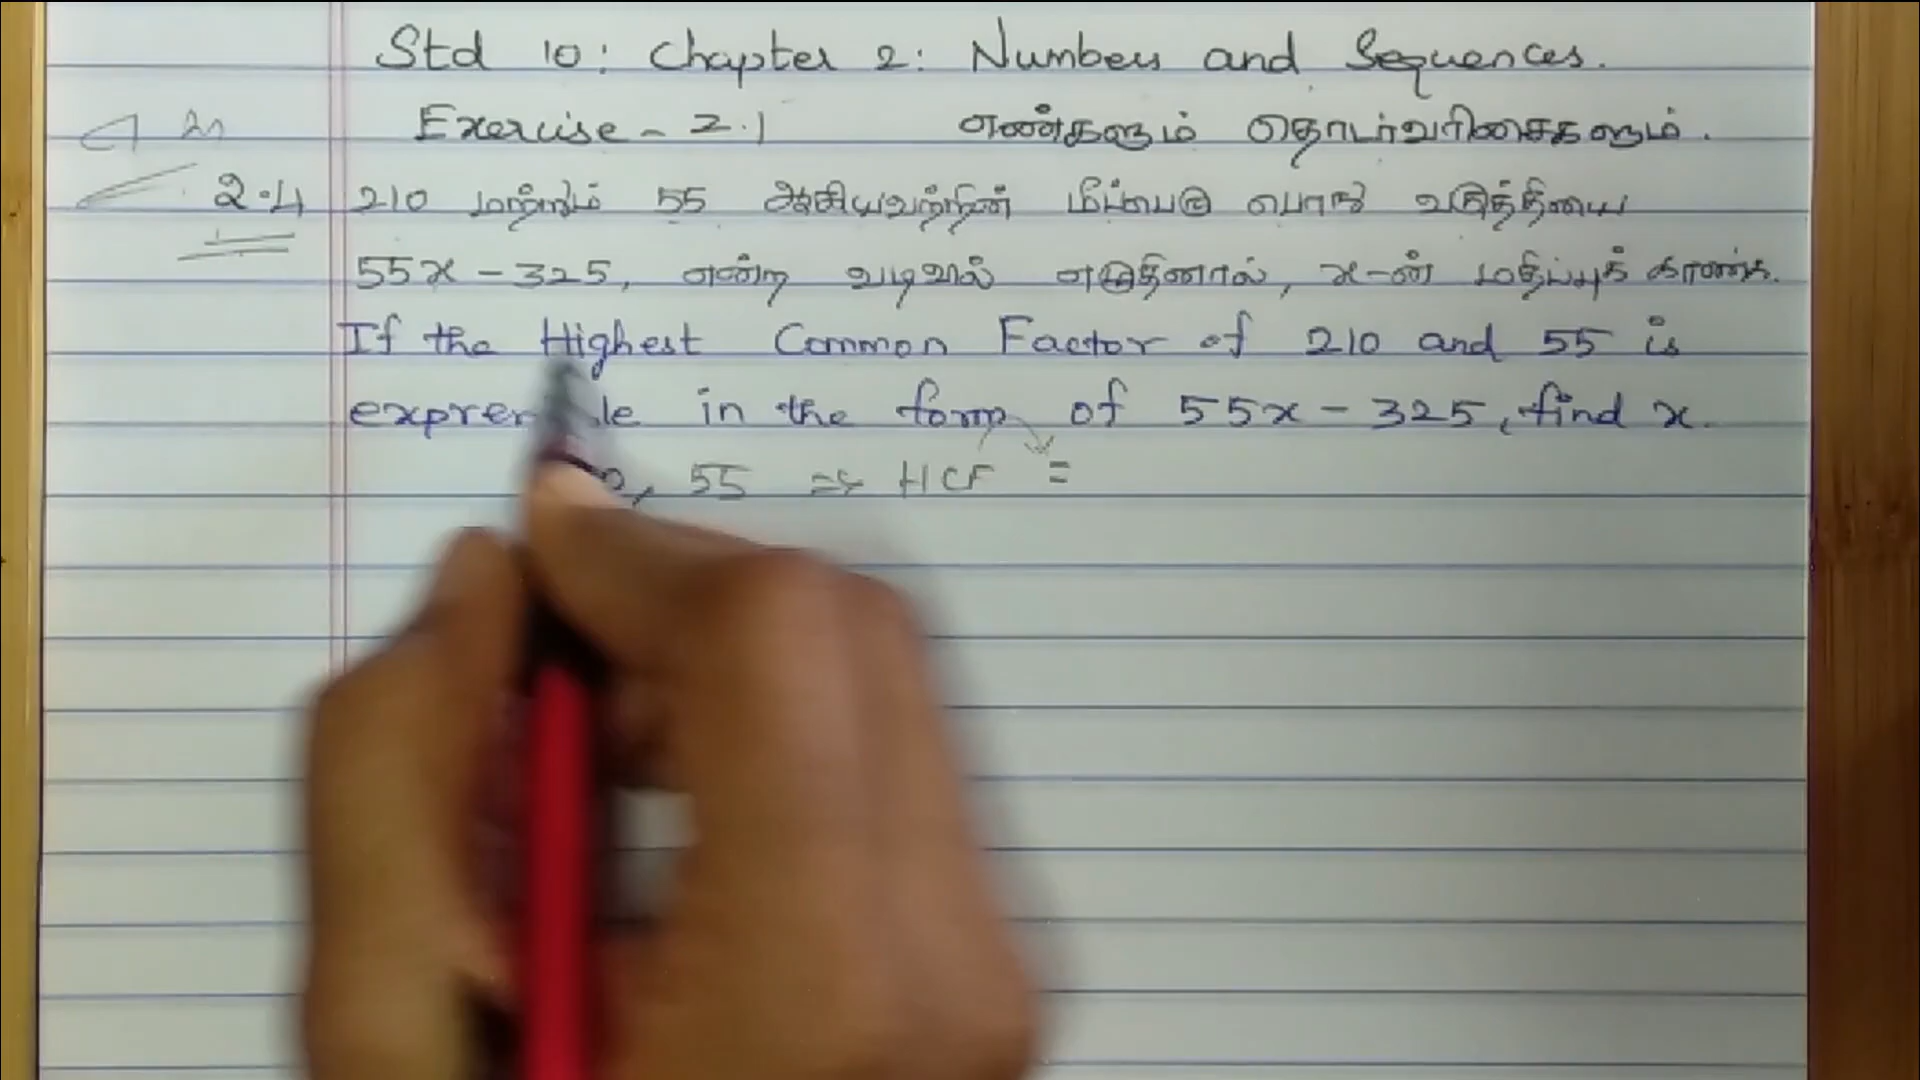 Std 10: Chapter 2: Numbers and Sequences.
Exercise - 2.1 எண்களும் தொடர்வரிசைகளும்.
2.4 210 மற்றும் 55 ஆகியவற்றின் மீப்பெரு பொது வகுத்தியை
55x - 325, என்ற வடிவில் எழுதினால், x-ன் மதிப்புக் காண்க.
If the Highest Common Factor of 210 and 55 is
in the form of 55x - 325, find x.
, 55 ⇒ HCF =